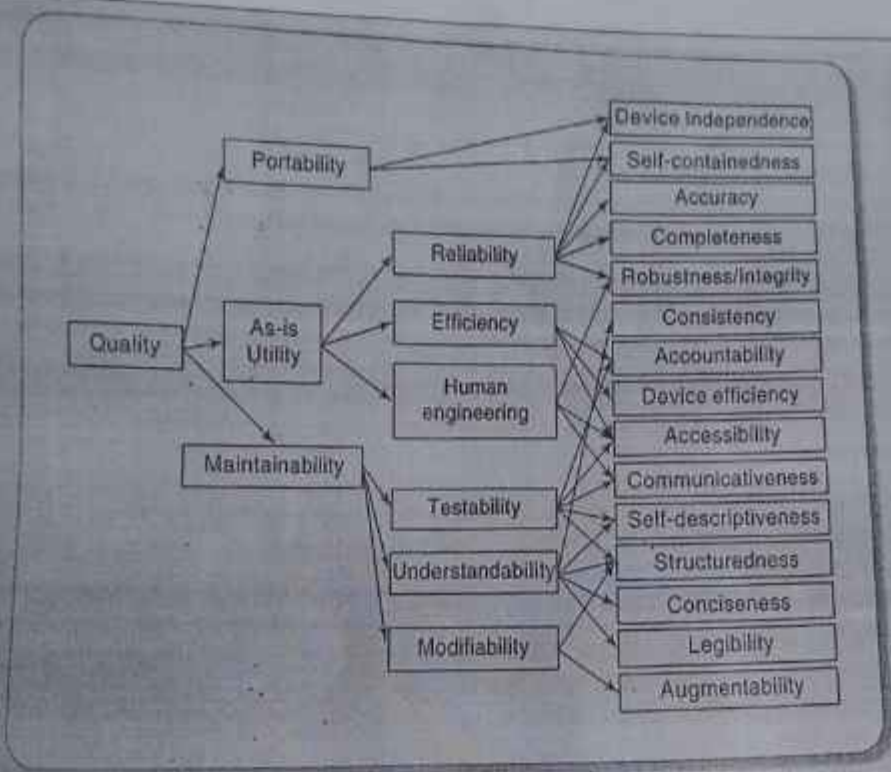 Quality
Portability
As-is
Utility
Maintainability
Reliability
Efficiency
Human
engineering
Testability
Understandability
Modifiability
Device Independence
Self-containedness
Accuracy
Completeness
Robustness/integrity
Consistency
Accountability
Device efficiency
Accessibility
Communicativeness
Self-descriptiveness
Structuredness
Conciseness
Legibility
Augmentability